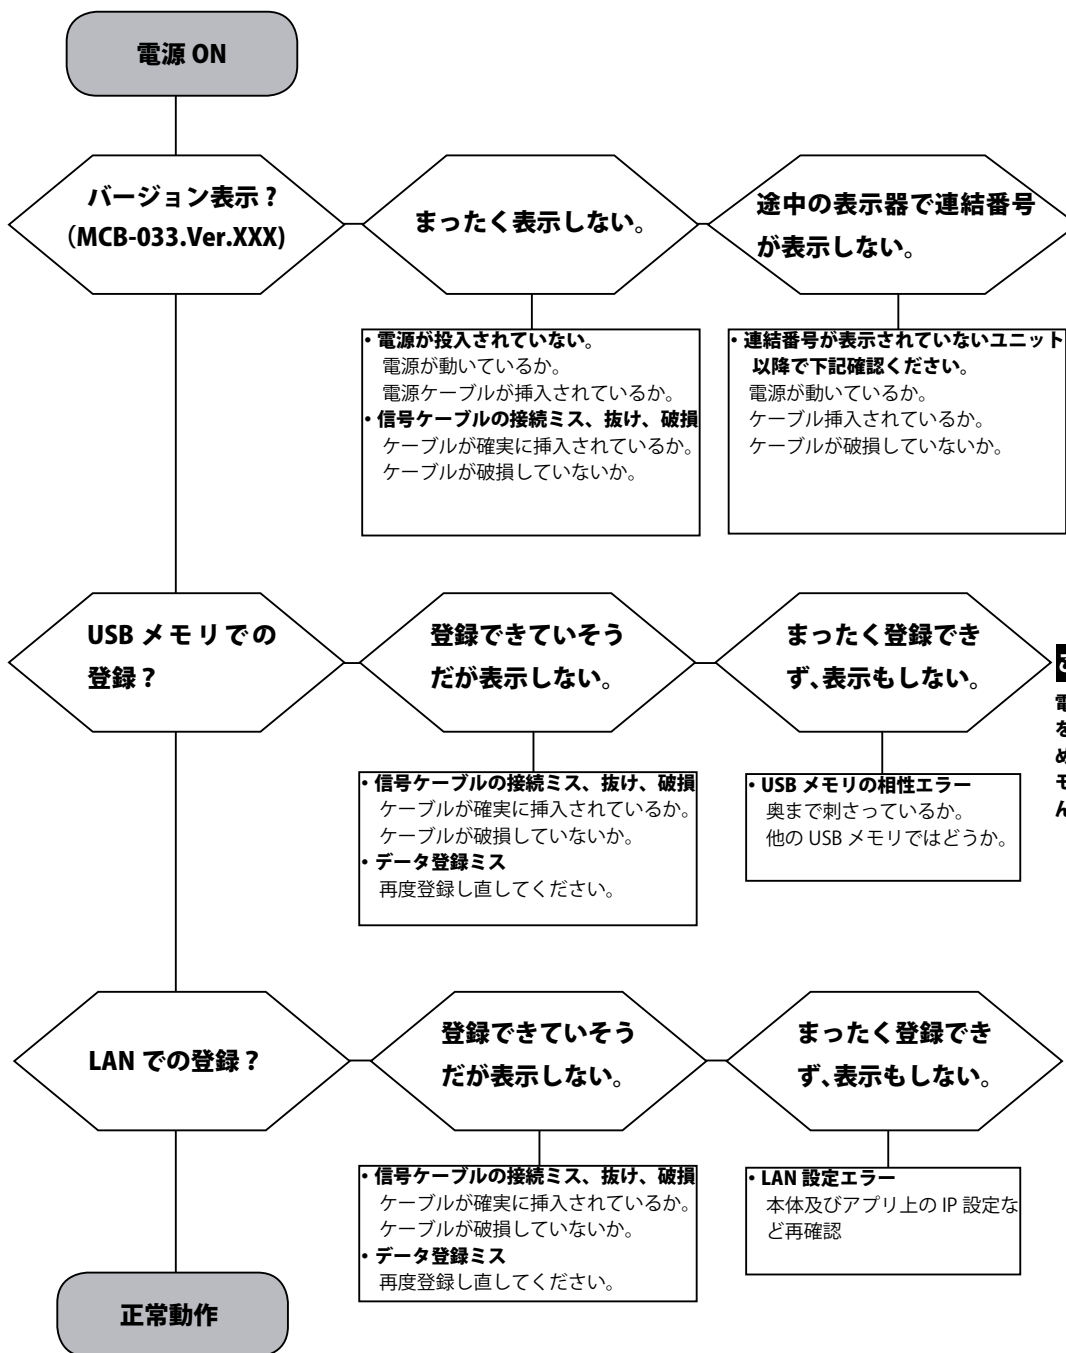 電源 ON
バージョン表示？
（MCB-033.Ver.XXX)
まったく表示しない。
途中の表示器で連結番号
が表示しない。
・電源が投入されていない。
電源が動いているか。
電源ケーブルが挿入されているか。
・信号ケーブルの接続ミス、抜け、破損
ケーブルが確実に挿入されているか。
ケーブルが破損していないか。
・連結番号が表示されていないユニット
以降で下記確認ください。
電源が動いているか。
ケーブル挿入されているか。
ケーブルが破損していないか。
USB メモリでの
登録？
登録できていそう
だが表示しない。
まったく登録でき
ず、表示もしない。
電
を
め
モ
ん
・信号ケーブルの接続ミス、抜け、破損
ケーブルが確実に挿入されているか。
ケーブルが破損していないか。
・データ登録ミス
再度登録し直してください。
・USB メモリの相性エラー
奥まで刺さっているか。
他の USB メモリではどうか。
LAN での登録？
登録できていそう
だが表示しない。
まったく登録でき
ず、表示もしない。
・信号ケーブルの接続ミス、抜け、破損
ケーブルが確実に挿入されているか。
ケーブルが破損していないか。
・データ登録ミス
再度登録し直してください。
・LAN 設定エラー
本体及びアプリ上の IP 設定な
ど再確認
正常動作